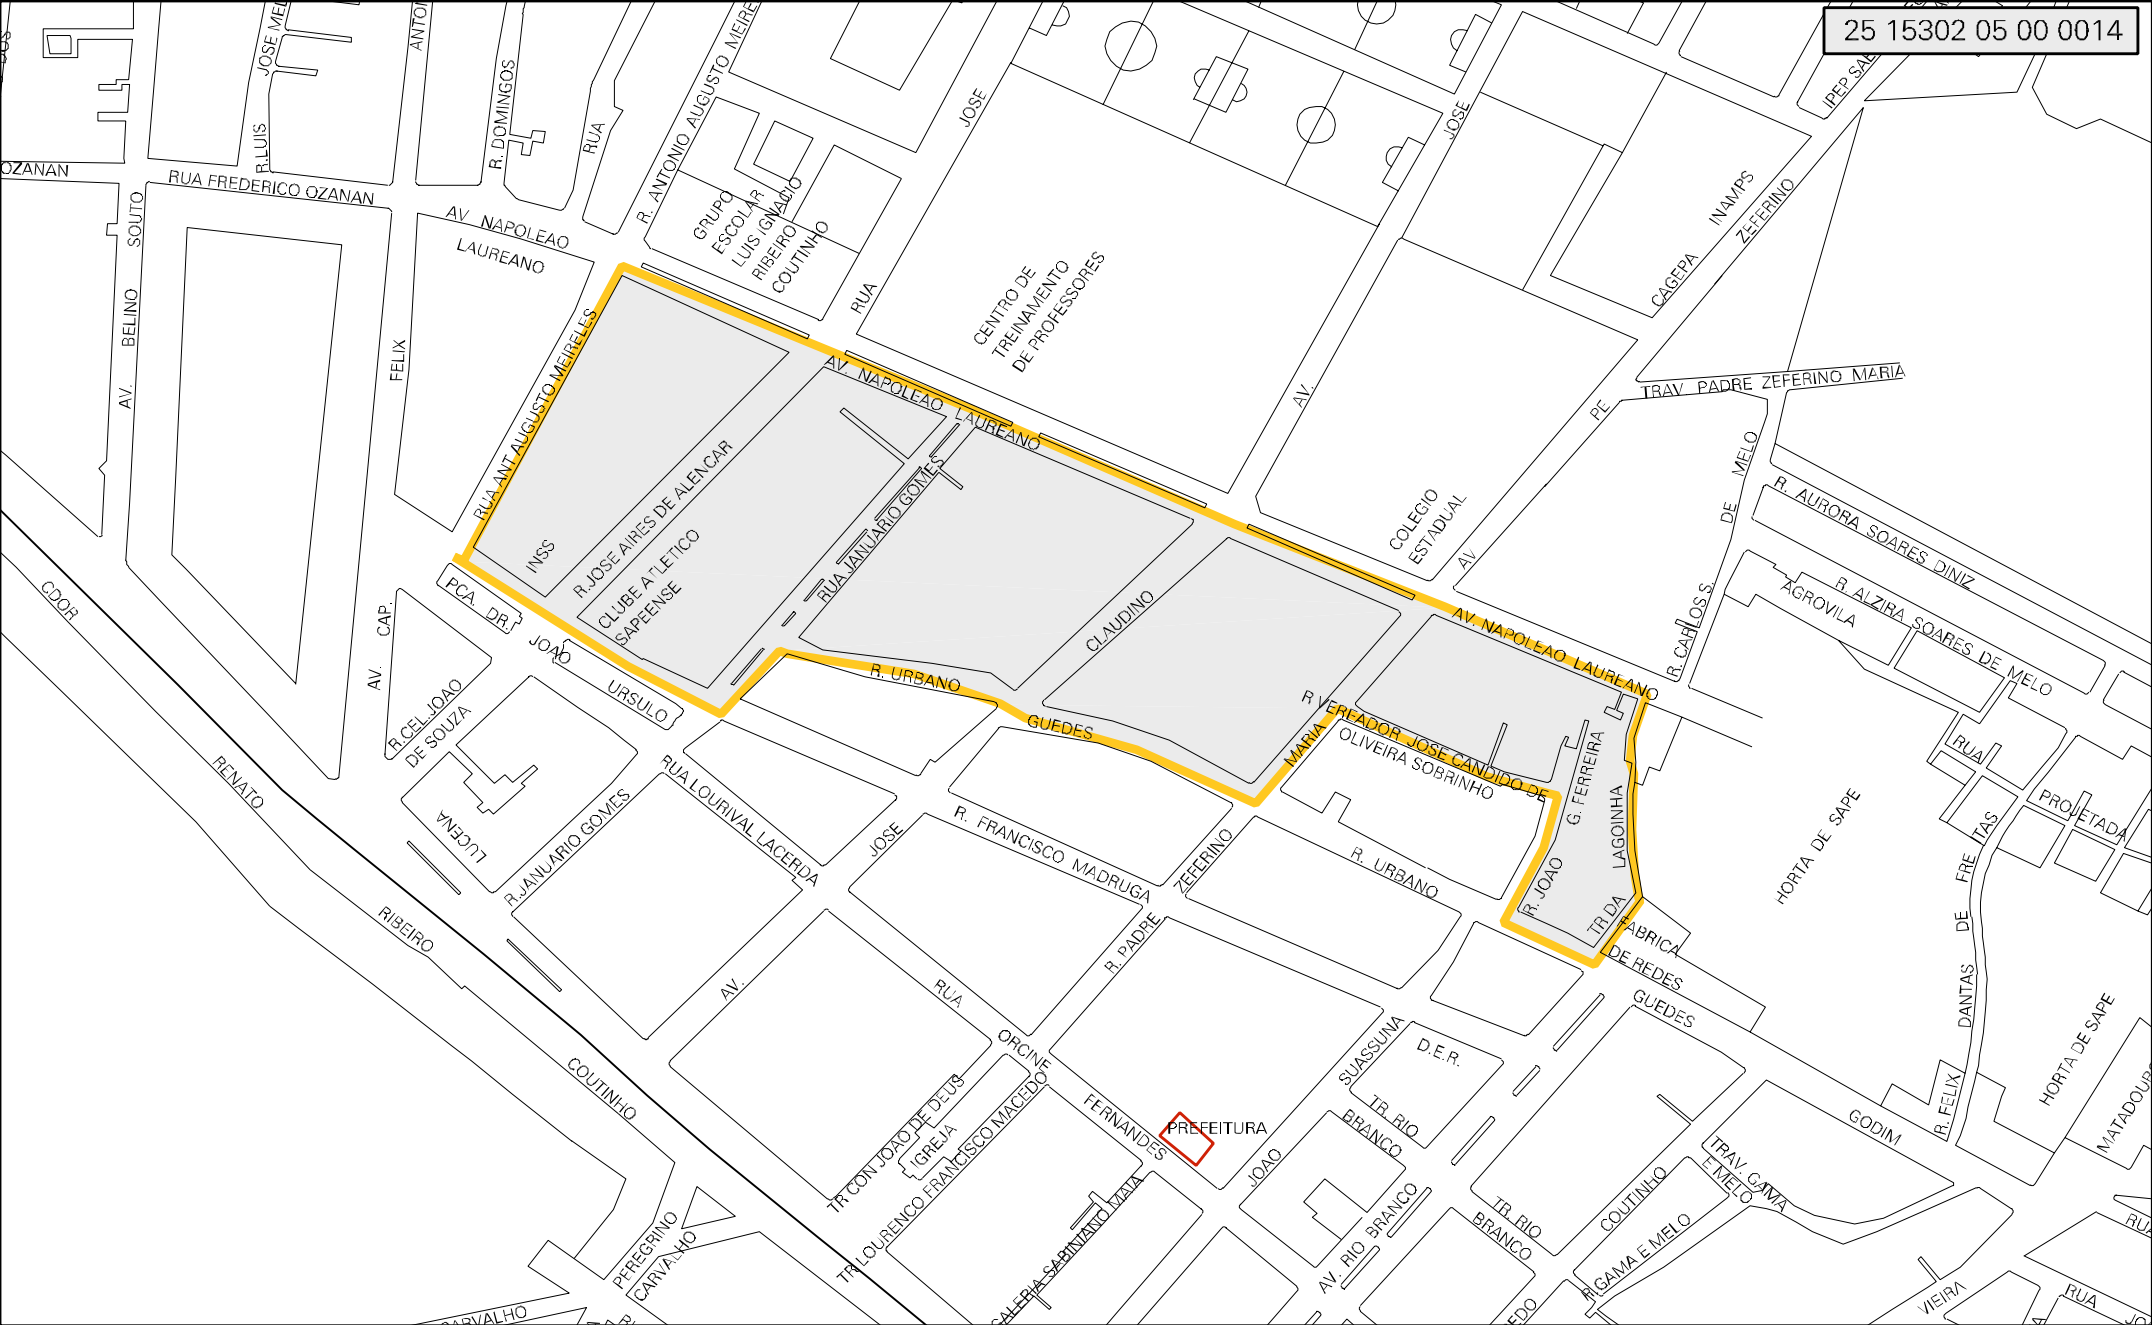 25 15302 05 00 0014
JOSE MEL
R.LUIS
R. DOMINGOS
RUA
R. ANTONIO AUGUSTO MEIRE
OZANAN
RUA FREDERICO OZANAN
AV NAPOLEAO
LAUREANO
AV. BELINO SOUTO
FELIX
GRUPO
ESCOLAR
LUIS IGNACIO
RIBEIRO
COUTINHO
RUA
JOSE
CENTRO DE
TREINAMENTO
DE PROFESSORES
AV.
JOSE
IPEP SAE
INAMPS
CAGEPA
ZEFERINO
PE
AV
TRAV PADRE ZEFERINO MARIA
COLEGIO
ESTADUAL
RUA ANT AUGUSTO MEIRELES
INSS
R.JOSE AIRES DE ALENCAR
CLUBE ATLETICO
SAPEENSE
AV. NAPOLEAO LAUREANO
RUA JANUARIO GOMES
CLAUDINO
AV. NAPOLEAO LAUREANO
R. CARLOS S. DE MELO
R. AURORA SOARES DINIZ
R. ALZIRA SOARES DE MELO
AGROVILA
RUA
PROJETADA
PCA. DR.
JOAO
URSULO
AV. CAP.
R.CEL.JOAO
DE SOUZA
LUCENA
R. URBANO
GUEDES
MARIA
R VEREADOR JOSE CANDIDO DE
OLIVEIRA SOBRINHO
G. FERREIRA
R. JOAO
LAGOINHA
TR DA
FABRICA
DE REDES
HORTA DE SAPE
R. FELIX DANTAS DE FREITAS
HORTA DE SAPE
CDOR
RENATO
RIBEIRO
COUTINHO
R.JANUARIO GOMES
RUA LOURIVAL LACERDA
JOSE
AV.
R. FRANCISCO MADRUGA
ZEFERINO
R. PADRE
R. URBANO
GUEDES
GODIM
RUA
ORCINE
FERNANDES
TR CON JOAO DE DEUS
IGREJA
TR LOURENCO FRANCISCO MACEDO
PREFEITURA
SUASSUNA
JOAO
D.E.R.
TR. RIO
BRANCO
AV. RIO BRANCO
TR. RIO
BRANCO
COUTINHO
TRAV. GAMA
E MELO
R.GAMA E MELO
VIEIRA
RUA
PEREGRINO
CARVALHO